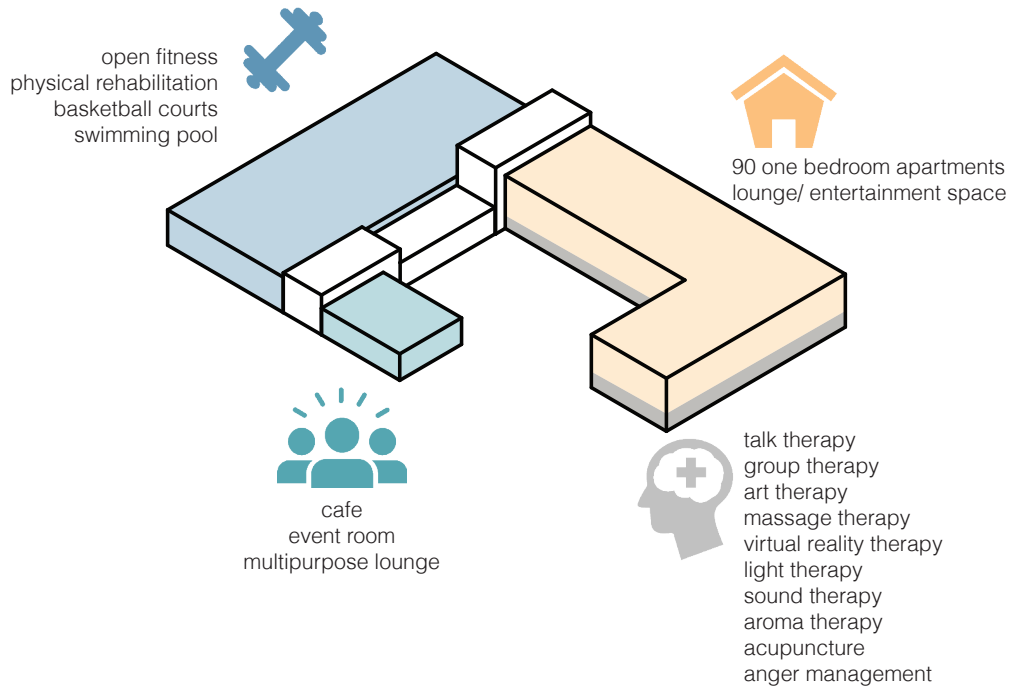 open fitness
physical rehabilitation
basketball courts
swimming pool
90 one bedroom apartments
lounge/ entertainment space
cafe
event room
multipurpose lounge
talk therapy
group therapy
art therapy
massage therapy
virtual reality therapy
light therapy
sound therapy
aroma therapy
acupuncture
anger management